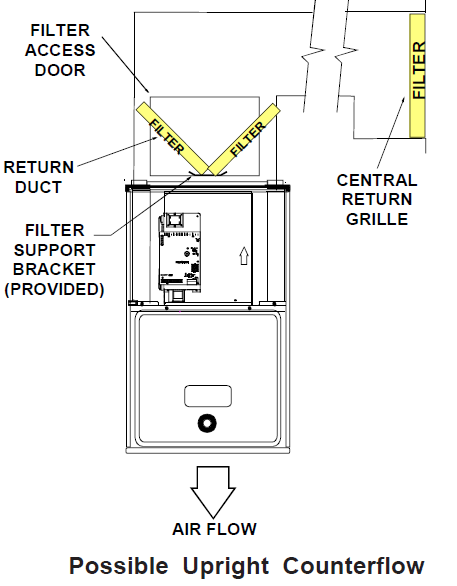 FILTER
ACCESS
DOOR
FILTER
FILTER
FILTER
RETURN
DUCT
CENTRAL
RETURN
GRILLE
FILTER
SUPPORT
BRACKET
(PROVIDED)
AIR FLOW
Possible Upright Counterflow